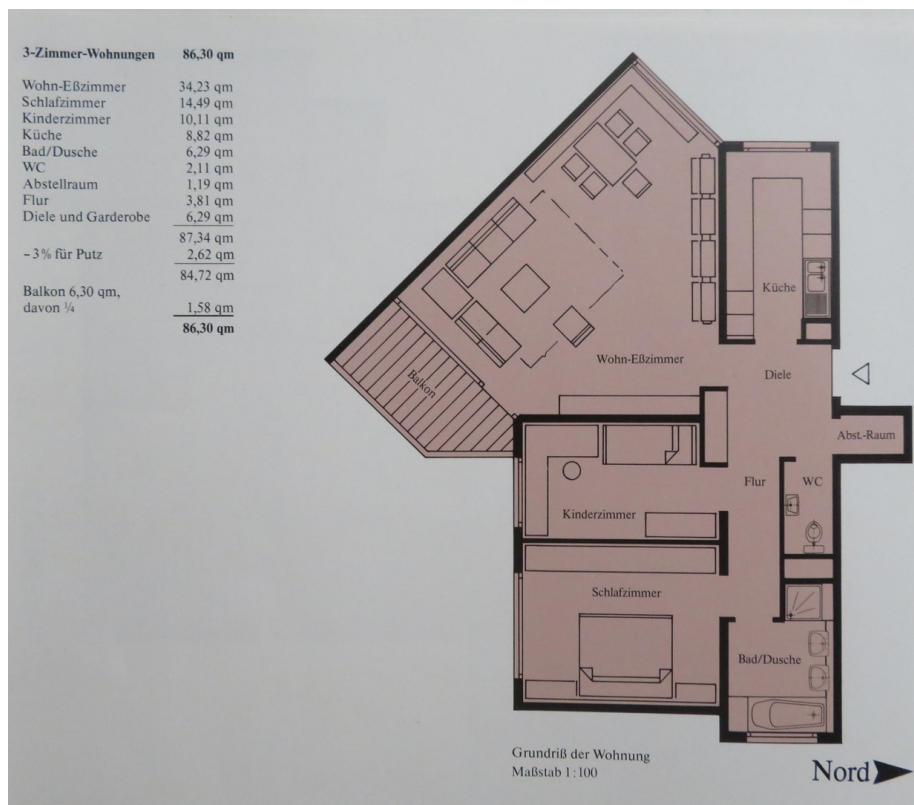 3-Zimmer-Wohnungen 86,30 qm
Wohn-Eßzimmer 34,23 qm
Schlafzimmer 14,49 qm
Kinderzimmer 10,11 qm
Küche 8,82 qm
Bad/Dusche 6,29 qm
WC 2,11 qm
Abstellraum 1,19 qm
Flur 3,81 qm
Diele und Garderobe 6,29 qm
87,34 qm
–3% für Putz 2,62 qm
84,72 qm
Balkon 6,30 qm,
davon ¼ 1,58 qm
86,30 qm
Küche
Wohn-Eßzimmer
Diele
Balkon
Abst.-Raum
Flur
WC
Kinderzimmer
Schlafzimmer
Bad/Dusche
Grundriß der Wohnung
Maßstab 1:100
Nord